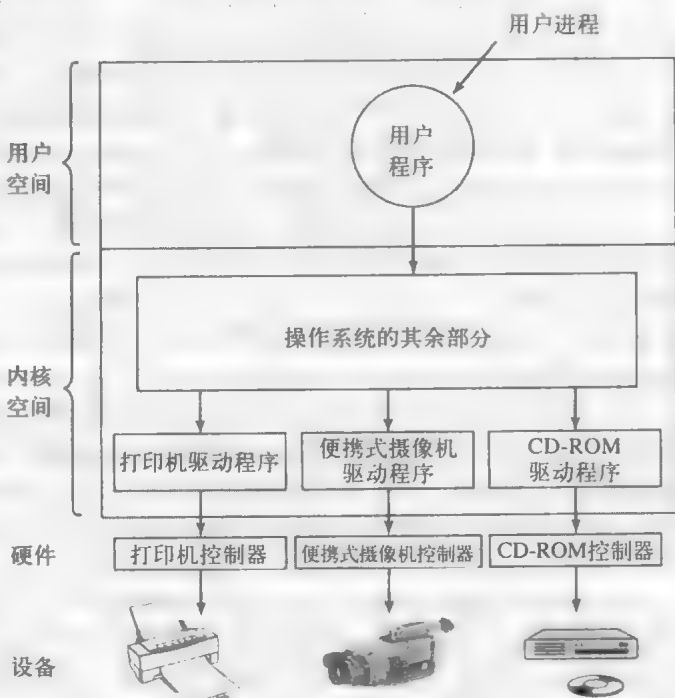 用户进程
用户
程序
用户
空间
操作系统的其余部分
内核
空间
打印机驱动程序
便携式摄像机
驱动程序
CD-ROM
驱动程序
硬件
打印机控制器
便携式摄像机控制器
CD-ROM控制器
设备